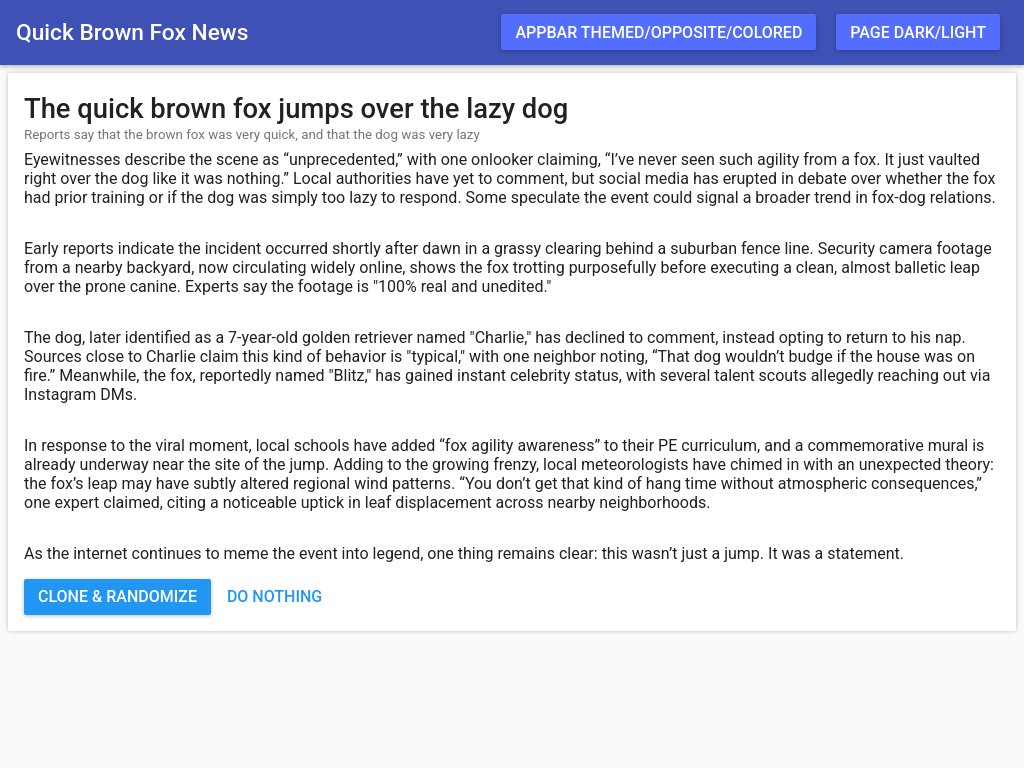 Quick Brown Fox News
APPBAR THEMED/OPPOSITE/COLORED
PAGE DARK/LIGHT
The quick brown fox jumps over the lazy dog
Reports say that the brown fox was very quick, and that the dog was very lazy
Eyewitnesses describe the scene as “unprecedented,” with one onlooker claiming, “I’ve never seen such agility from a fox. It just vaulted
right over the dog like it was nothing.” Local authorities have yet to comment, but social media has erupted in debate over whether the fox
had prior training or if the dog was simply too lazy to respond. Some speculate the event could signal a broader trend in fox-dog relations.
Early reports indicate the incident occurred shortly after dawn in a grassy clearing behind a suburban fence line. Security camera footage
from a nearby backyard, now circulating widely online, shows the fox trotting purposefully before executing a clean, almost balletic leap
over the prone canine. Experts say the footage is "100% real and unedited."
The dog, later identified as a 7-year-old golden retriever named "Charlie," has declined to comment, instead opting to return to his nap.
Sources close to Charlie claim this kind of behavior is "typical," with one neighbor noting, “That dog wouldn’t budge if the house was on
fire.” Meanwhile, the fox, reportedly named "Blitz," has gained instant celebrity status, with several talent scouts allegedly reaching out via
Instagram DMs.
In response to the viral moment, local schools have added “fox agility awareness” to their PE curriculum, and a commemorative mural is
already underway near the site of the jump. Adding to the growing frenzy, local meteorologists have chimed in with an unexpected theory:
the fox’s leap may have subtly altered regional wind patterns. “You don’t get that kind of hang time without atmospheric consequences,”
one expert claimed, citing a noticeable uptick in leaf displacement across nearby neighborhoods.
As the internet continues to meme the event into legend, one thing remains clear: this wasn’t just a jump. It was a statement.
CLONE & RANDOMIZE
DO NOTHING